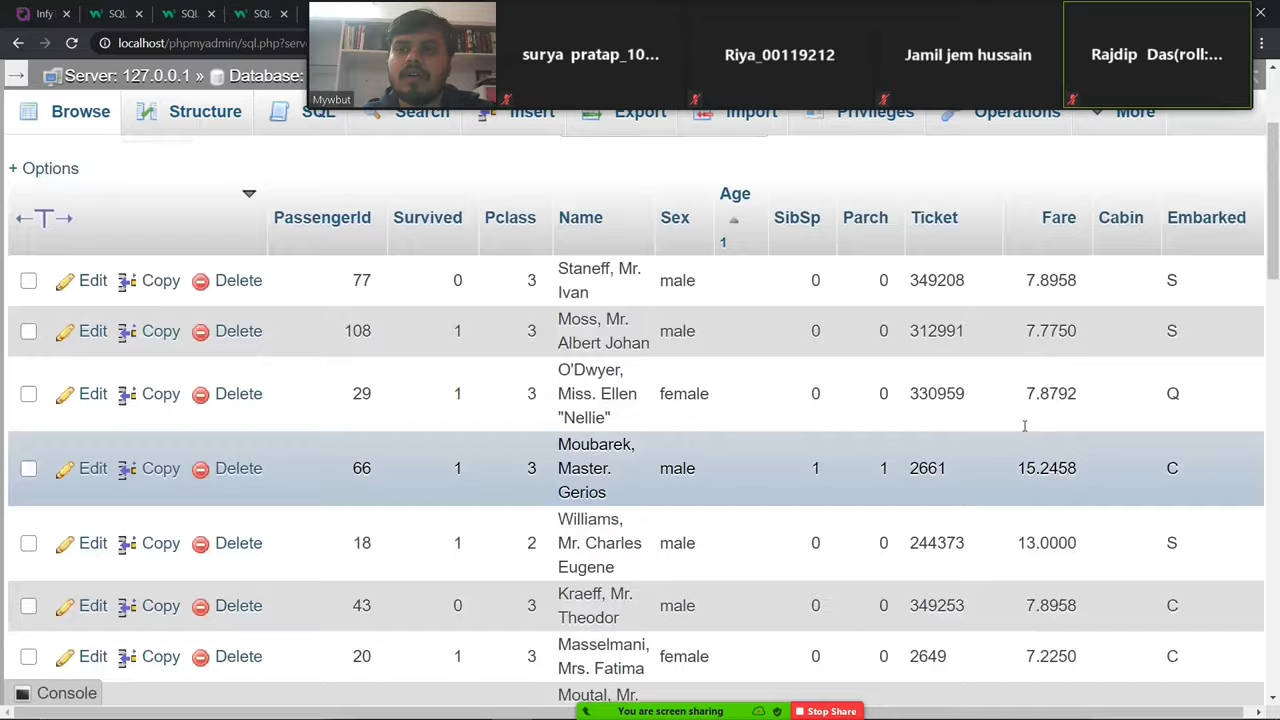 Infy
SQL
SQL
SQL
localhost/phpmyadmin/sql.php?serv
Server: 127.0.0.1 » Database:
Mywbut
surya pratap_10...
Riya_00119212
Jamil jem hussain
Rajdip Das(roll:...
Browse Structure SQL Search Insert Export Import Privileges Operations More
+ Options
←T→ PassengerId Survived Pclass Name Sex Age 1 SibSp Parch Ticket Fare Cabin Embarked
Edit Copy Delete 77 0 3 Staneff, Mr. Ivan male 0 0 349208 7.8958 S
Edit Copy Delete 108 1 3 Moss, Mr. Albert Johan male 0 0 312991 7.7750 S
Edit Copy Delete 29 1 3 O'Dwyer, Miss. Ellen "Nellie" female 0 0 330959 7.8792 Q
Edit Copy Delete 66 1 3 Moubarek, Master. Gerios male 1 1 2661 15.2458 C
Edit Copy Delete 18 1 2 Williams, Mr. Charles Eugene male 0 0 244373 13.0000 S
Edit Copy Delete 43 0 3 Kraeff, Mr. Theodor male 0 0 349253 7.8958 C
Edit Copy Delete 20 1 3 Masselmani, Mrs. Fatima female 0 0 2649 7.2250 C
Moutal, Mr.
Console
You are screen sharing
Stop Share